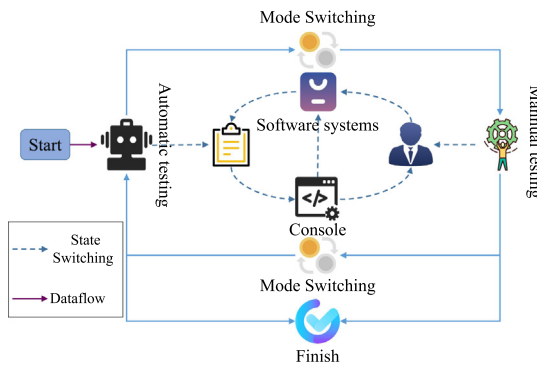 Mode Switching
Automatic testing
Software systems
Manual testing
Start
Console
State
Switching
Mode Switching
Dataflow
Finish